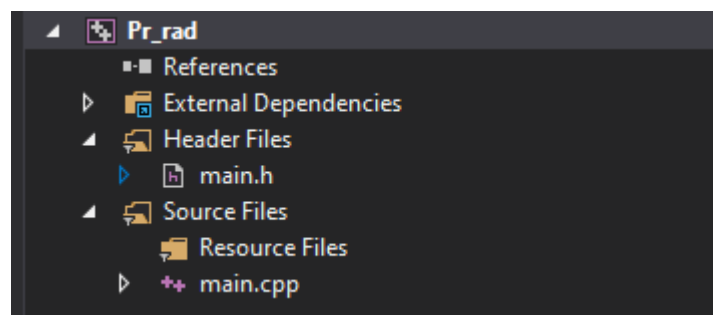 Pr_rad
References
External Dependencies
Header Files
main.h
Source Files
Resource Files
main.cpp